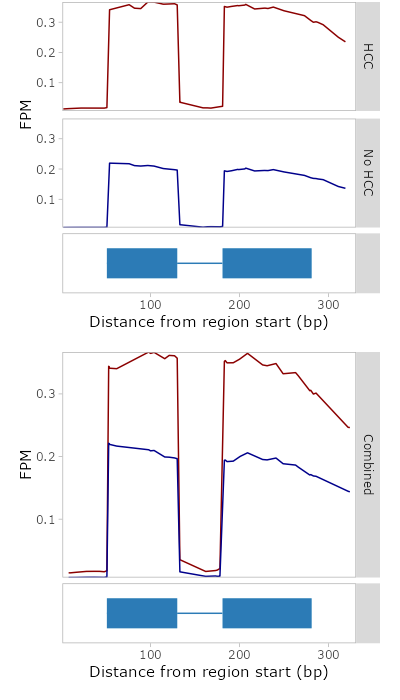 0.3
0.2
0.1
HCC
FPM
0.3
0.2
0.1
No HCC
100
200
300
Distance from region start (bp)
0.3
0.2
0.1
FPM
Combined
100
200
300
Distance from region start (bp)